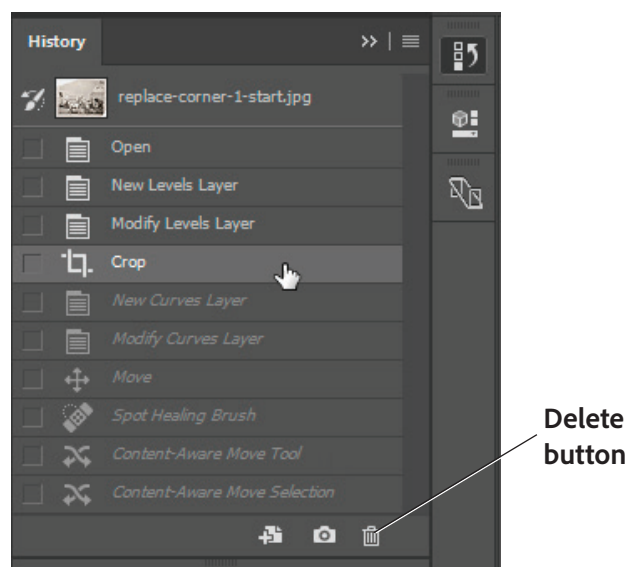 History
replace-corner-1-start.jpg
Open
New Levels Layer
Modify Levels Layer
Crop
New Curves Layer
Modify Curves Layer
Move
Spot Healing Brush
Content-Aware Move Tool
Content-Aware Move Selection
Delete
button